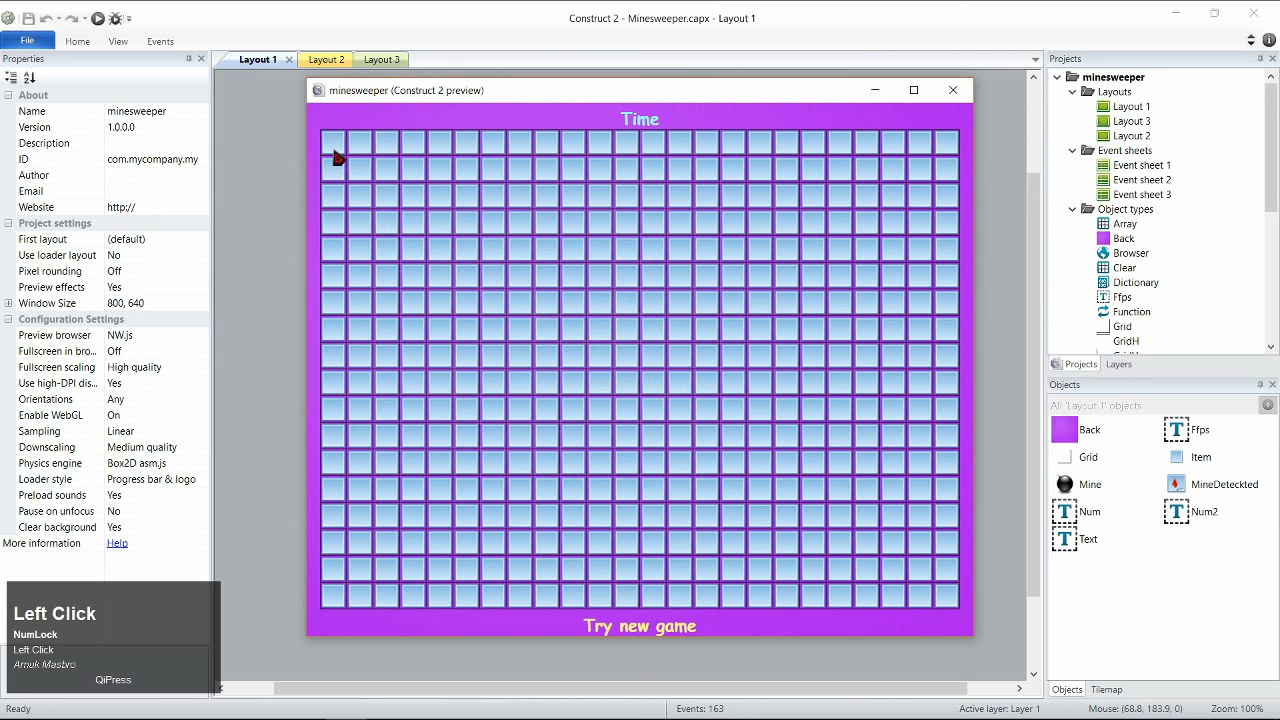 Construct 2 - Minesweeper.capx - Layout 1
File
Home
View
Events
Properties
About
Name
minesweeper
Version
1.0.0.0
Description
ID
com.mycompany.my
Author
Email
Website
http://
Project settings
First layout
(default)
Use loader layout
No
Pixel rounding
Off
Preview effects
Yes
Window Size
800, 640
Configuration Settings
Preview browser
NW.js
Fullscreen in bro...
Off
Fullscreen scaling
High quality
Use high-DPI dis...
Yes
Orientations
Any
Enable WebGL
On
Sampling
Linear
Downscaling
Medium quality
Physics engine
Box2D asm.js
Loader style
Progress bar & logo
Preload sounds
Yes
Pause on unfocus
No
Clear background
Yes
More information
Help
Left Click
NumLock
Left Click
Amuk Masbro
QiPress
Layout 1
Layout 2
Layout 3
minesweeper (Construct 2 preview)
Time
Try new game
Projects
minesweeper
Layouts
Layout 1
Layout 3
Layout 2
Event sheets
Event sheet 1
Event sheet 2
Event sheet 3
Object types
Array
Back
Browser
Clear
Dictionary
Ffps
Function
Grid
GridH
Projects
Layers
Objects
All 'Layout 1' objects
Back
Ffps
Grid
Item
Mine
MineDeteckted
Num
Num2
Text
Objects
Tilemap
Ready
Events: 163
Active layer: Layer 1
Mouse: (68.8, 183.9, 0)
Zoom: 100%